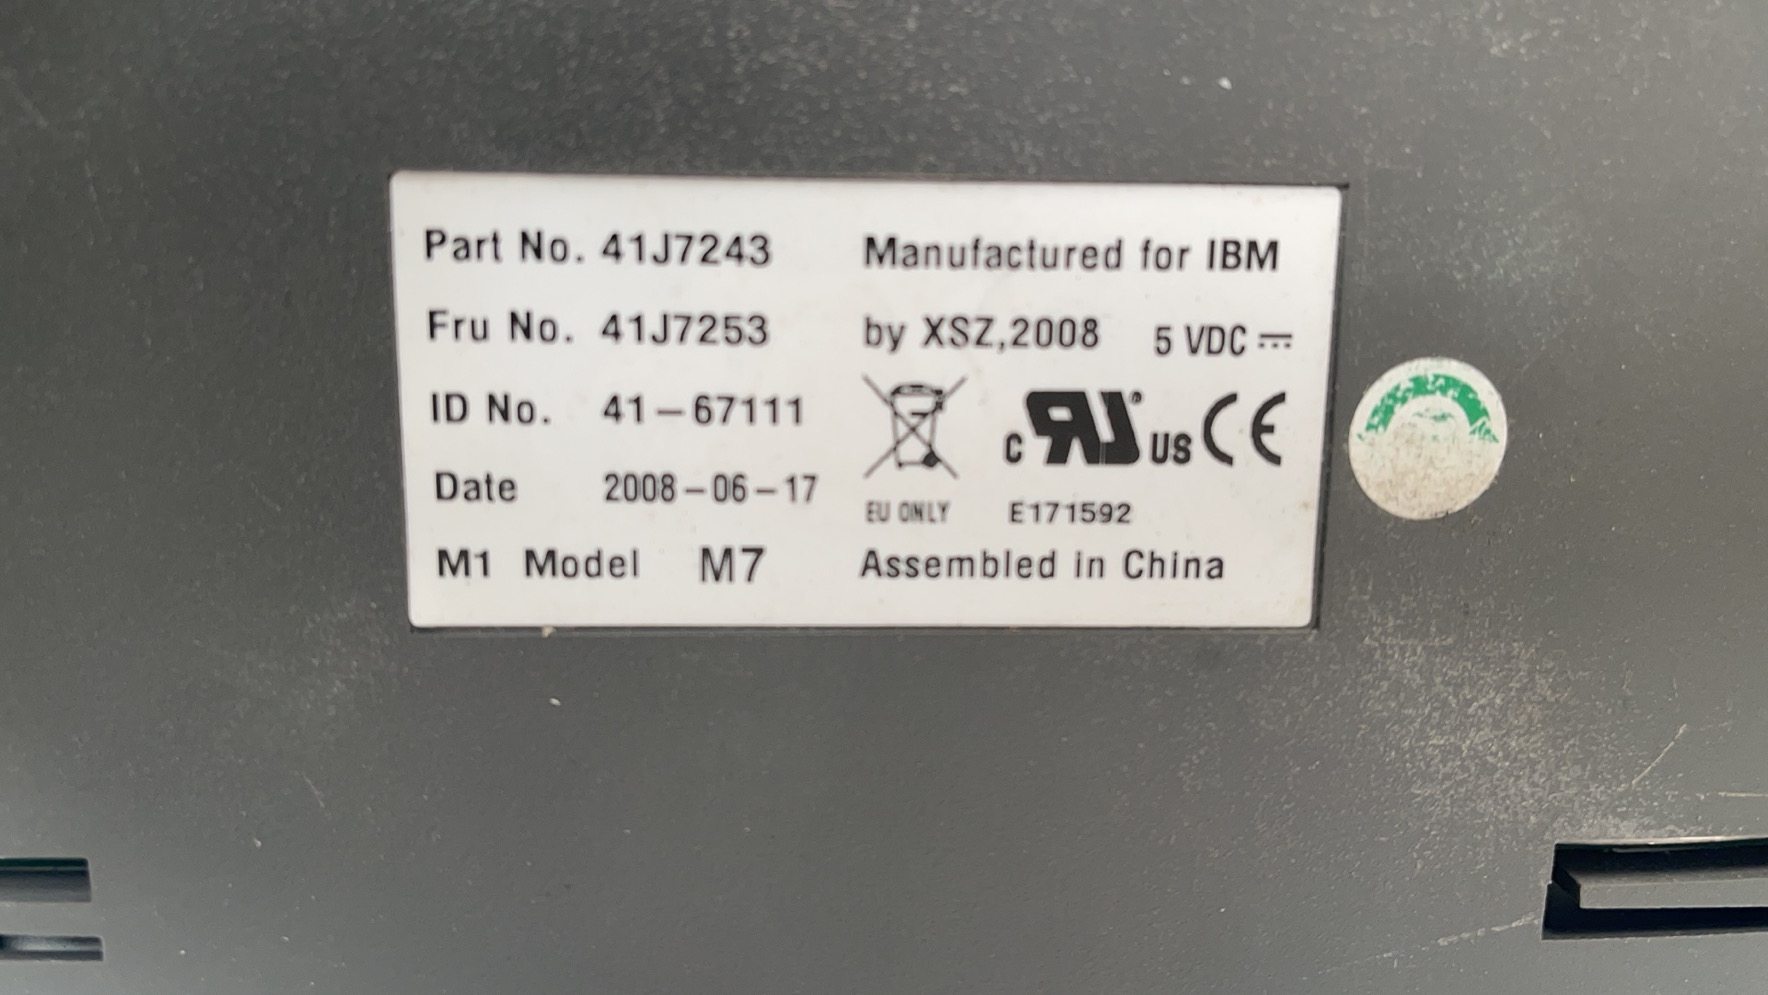 Part No. 41J7243
Fru No. 41J7253
ID No. 41-67111
Date 2008-06-17
M1 Model M7
Manufactured for IBM
by XSZ,2008 5 VDC
c RU® US CE
EU ONLY E171592
Assembled in China